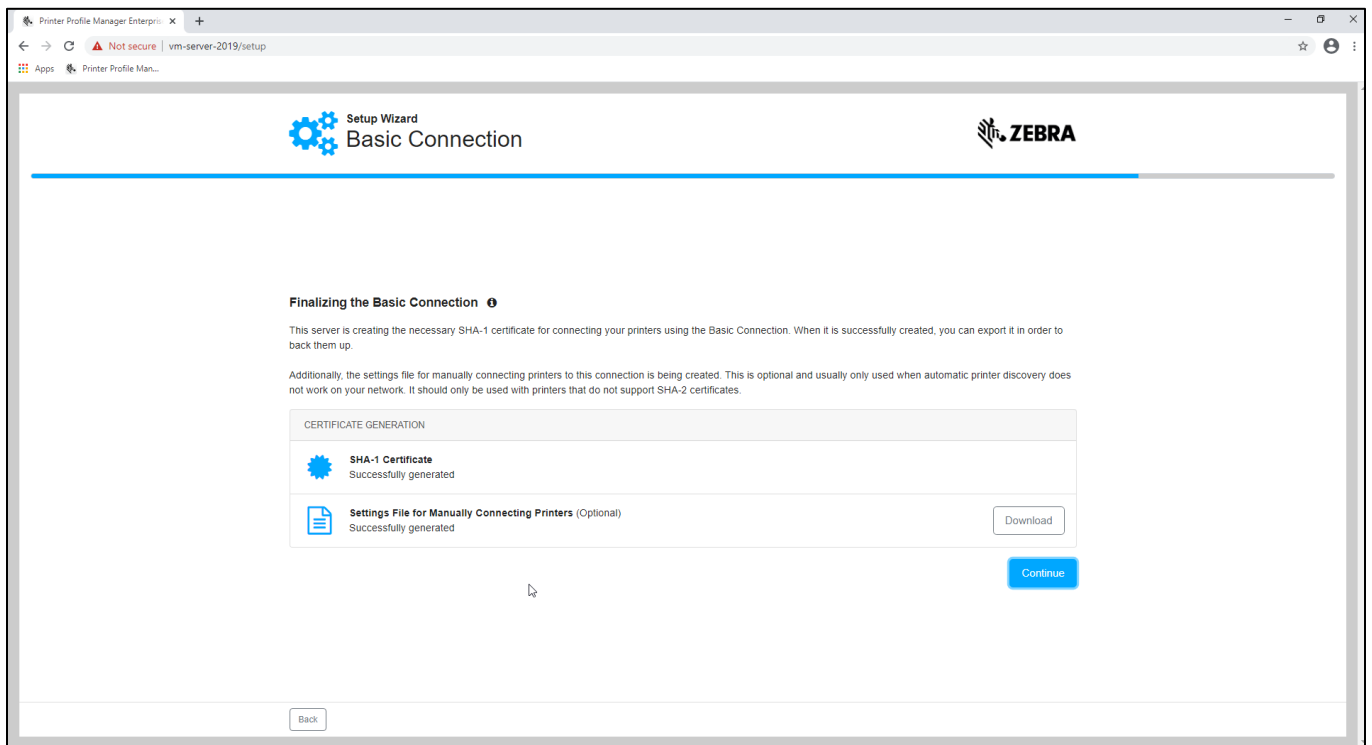 Printer Profile Manager Enterpris
Not secure | vm-server-2019/setup
Apps Printer Profile Man...
Setup Wizard
Basic Connection
ZEBRA
Finalizing the Basic Connection
This server is creating the necessary SHA-1 certificate for connecting your printers using the Basic Connection. When it is successfully created, you can export it in order to
back them up.
Additionally, the settings file for manually connecting printers to this connection is being created. This is optional and usually only used when automatic printer discovery does
not work on your network. It should only be used with printers that do not support SHA-2 certificates.
CERTIFICATE GENERATION
SHA-1 Certificate
Successfully generated
Settings File for Manually Connecting Printers (Optional)
Successfully generated
Download
Continue
Back